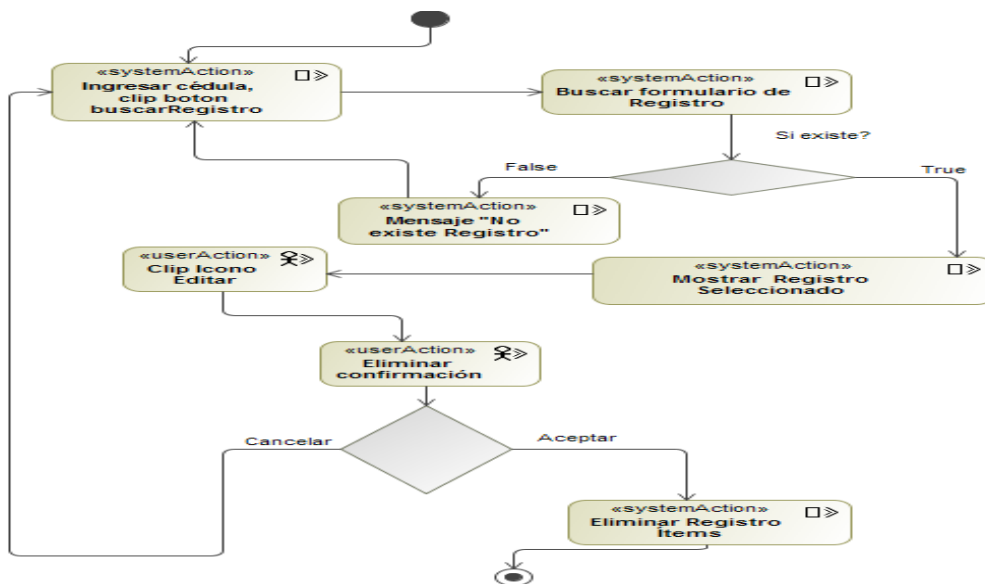 «systemAction»
Ingresar cédula,
clip boton
buscarRegistro
«systemAction»
Buscar formulario de
Registro
Si existe?
False
True
«systemAction»
Mensaje "No
existe Registro"
«systemAction»
Mostrar Registro
Seleccionado
«userAction»
Clip Icono
Editar
«userAction»
Eliminar
confirmación
Cancelar
Aceptar
«systemAction»
Eliminar Registro
Ítems